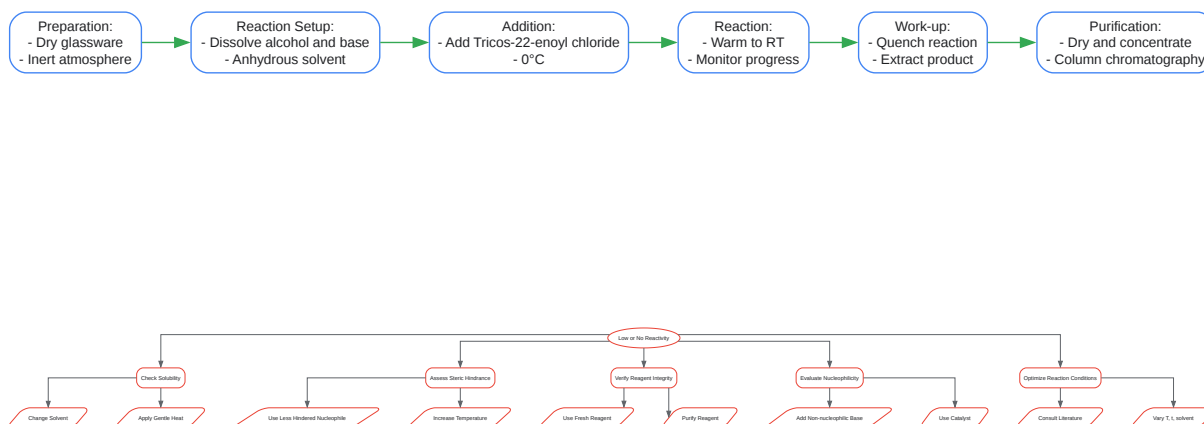 Preparation:
- Dry glassware
- Inert atmosphere
Reaction Setup:
- Dissolve alcohol and base
- Anhydrous solvent
Addition:
- Add Tricos-22-enoyl chloride
- 0°C
Reaction:
- Warm to RT
- Monitor progress
Work-up:
- Quench reaction
- Extract product
Purification:
- Dry and concentrate
- Column chromatography
Low or No Reactivity
Check Solubility
Assess Steric Hindrance
Verify Reagent Integrity
Evaluate Nucleophilicity
Optimize Reaction Conditions
Change Solvent
Apply Gentle Heat
Use Less Hindered Nucleophile
Increase Temperature
Use Fresh Reagent
Purify Reagent
Add Non-nucleophilic Base
Use Catalyst
Consult Literature
Vary T, t, solvent